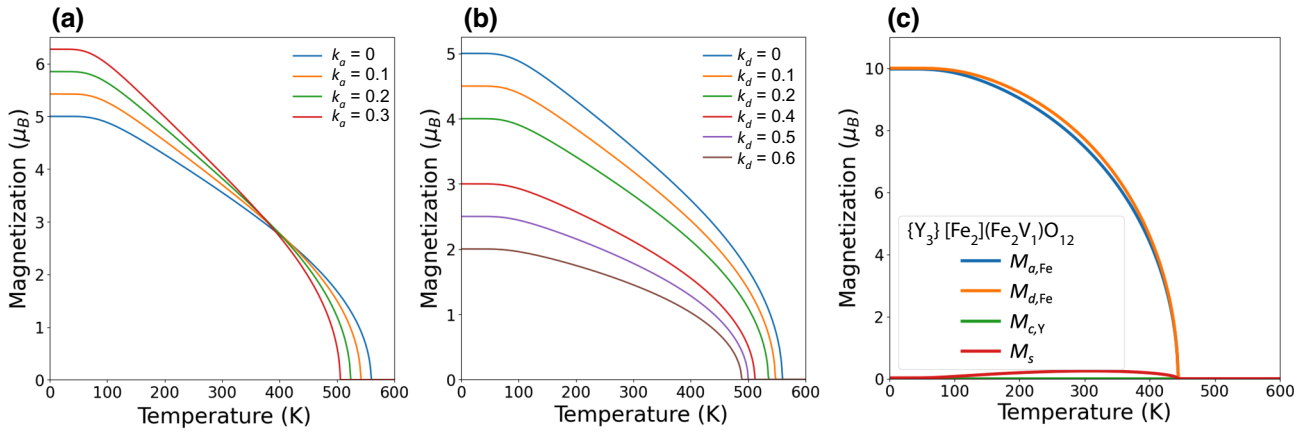 (a)
Magnetization (μB)
6
5
4
3
2
1
0
0 100 200 300 400 500 600
Temperature (K)
ka = 0
ka = 0.1
ka = 0.2
ka = 0.3
(b)
Magnetization (μB)
5
4
3
2
1
0
0 100 200 300 400 500 600
Temperature (K)
kd = 0
kd = 0.1
kd = 0.2
kd = 0.4
kd = 0.5
kd = 0.6
(c)
Magnetization (μB)
10
8
6
4
2
0
0 100 200 300 400 500 600
Temperature (K)
{Y3} [Fe2](Fe2V1)O12
Ma,Fe
Md,Fe
Mc,Y
Ms